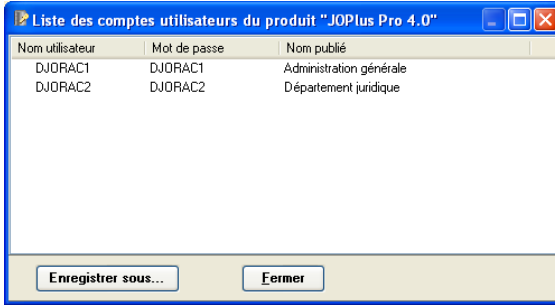 Liste des comptes utilisateurs du produit "JOPlus Pro 4.0"
Nom utilisateur Mot de passe Nom publié
DJORAC1 DJORAC1 Administration générale
DJORAC2 DJORAC2 Département juridique
Enregistrer sous... Fermer